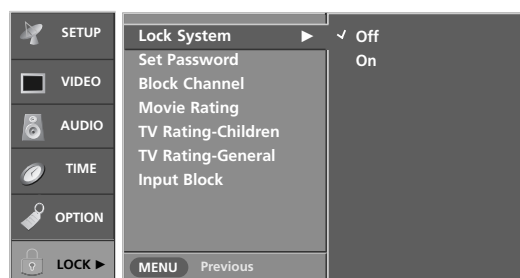 SETUP
VIDEO
AUDIO
TIME
OPTION
LOCK ►
Lock System ►
Set Password
Block Channel
Movie Rating
TV Rating-Children
TV Rating-General
Input Block
MENU Previous
✓ Off
On